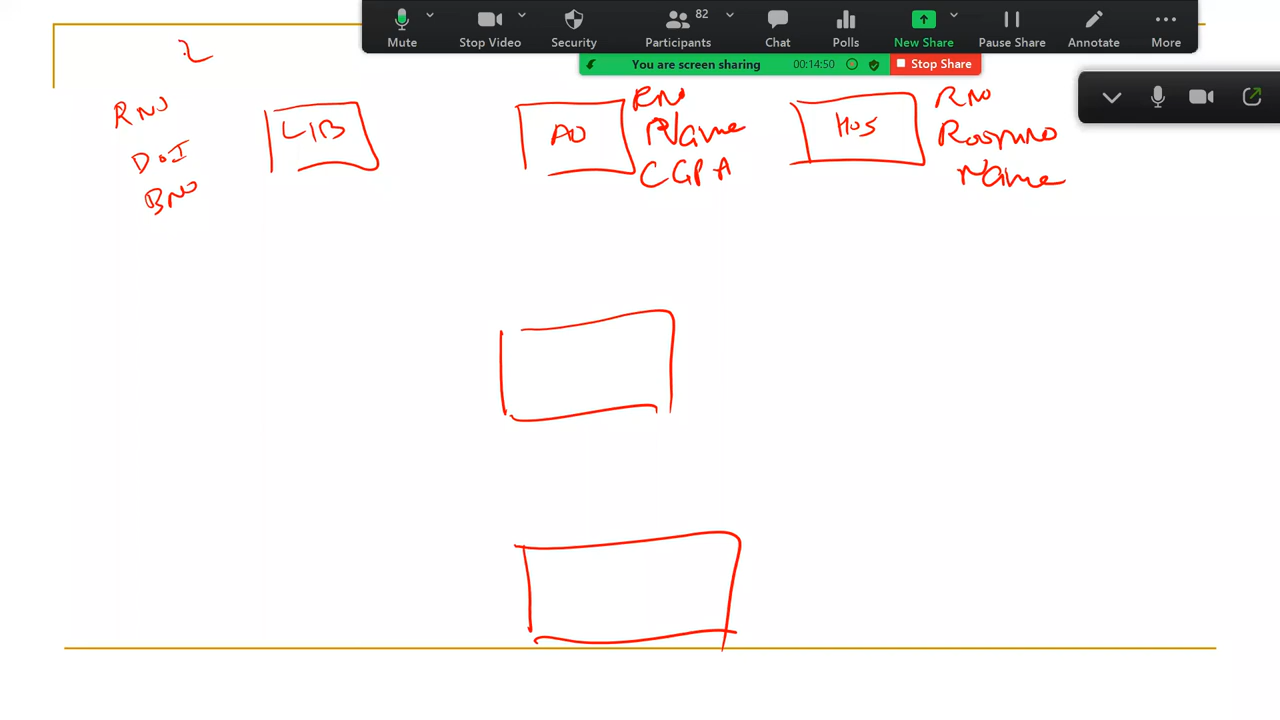 82
Mute
Stop Video
Security
Participants
Chat
Polls
New Share
Pause Share
Annotate
More
You are screen sharing
00:14:50
Stop Share
RNO
DOI
BNO
LIB
AO
RNO
Name
CGPA
HOS
RNO
Roomno
Name